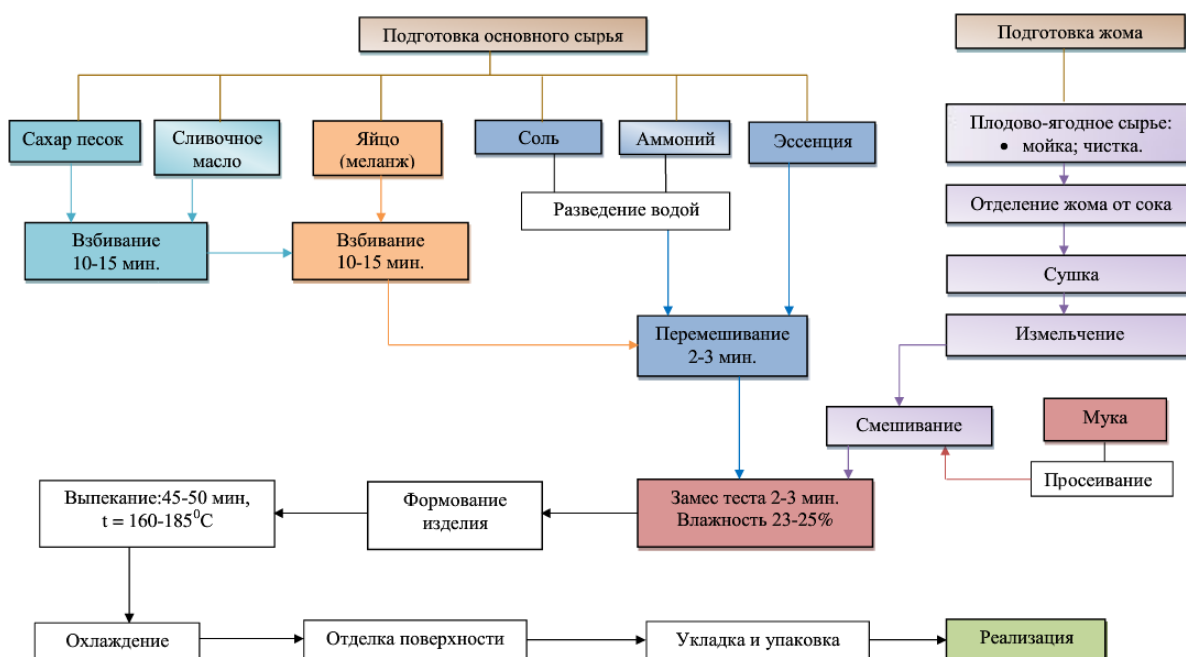 Подготовка основного сырья
Подготовка жома
Сахар песок
Сливочное
масло
Яйцо
(меланж)
Соль
Аммоний
Эссенция
Плодово-ягодное сырье:
• мойка; чистка.
Разведение водой
Отделение жома от сока
Взбивание
10-15 мин.
Взбивание
10-15 мин.
Сушка
Перемешивание
2-3 мин.
Измельчение
Смешивание
Мука
Просеивание
Выпекание:45-50 мин,
t = 160-185⁰C
Формование
изделия
Замес теста 2-3 мин.
Влажность 23-25%
Охлаждение
Отделка поверхности
Укладка и упаковка
Реализация